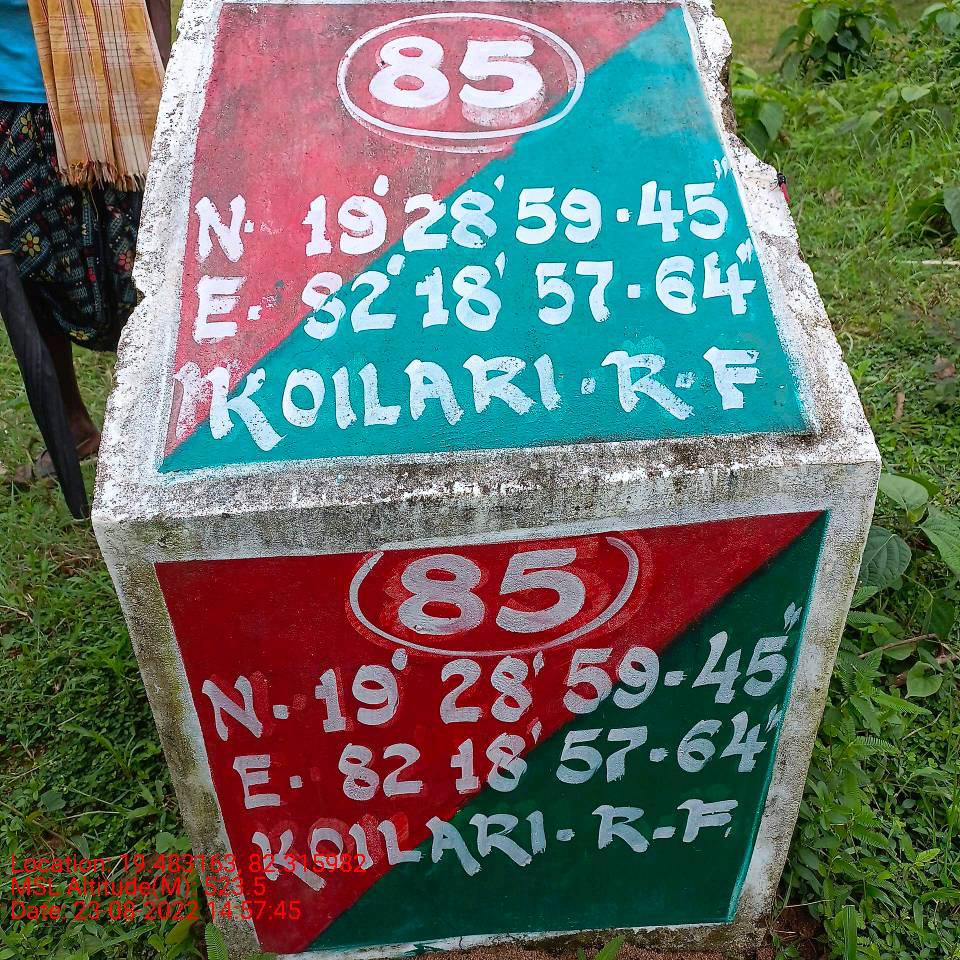 85
N. 19° 28' 59.45"
E. 82° 18' 57.64"
KOILARI.R.F
85
N. 19° 28' 59.45"
E. 82 18' 57.64"
KOILARI.R-F
Location: 19.483163, 82.315982
MSL Altitude(M): 523.5
Date: 23-08-2022 14:57:45